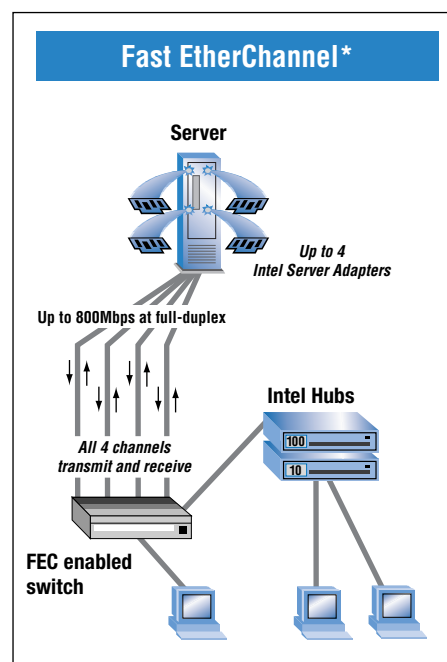 Fast EtherChannel*
Server
Up to 4
Intel Server Adapters
Up to 800Mbps at full-duplex
Intel Hubs
100
10
All 4 channels
transmit and receive
FEC enabled
switch